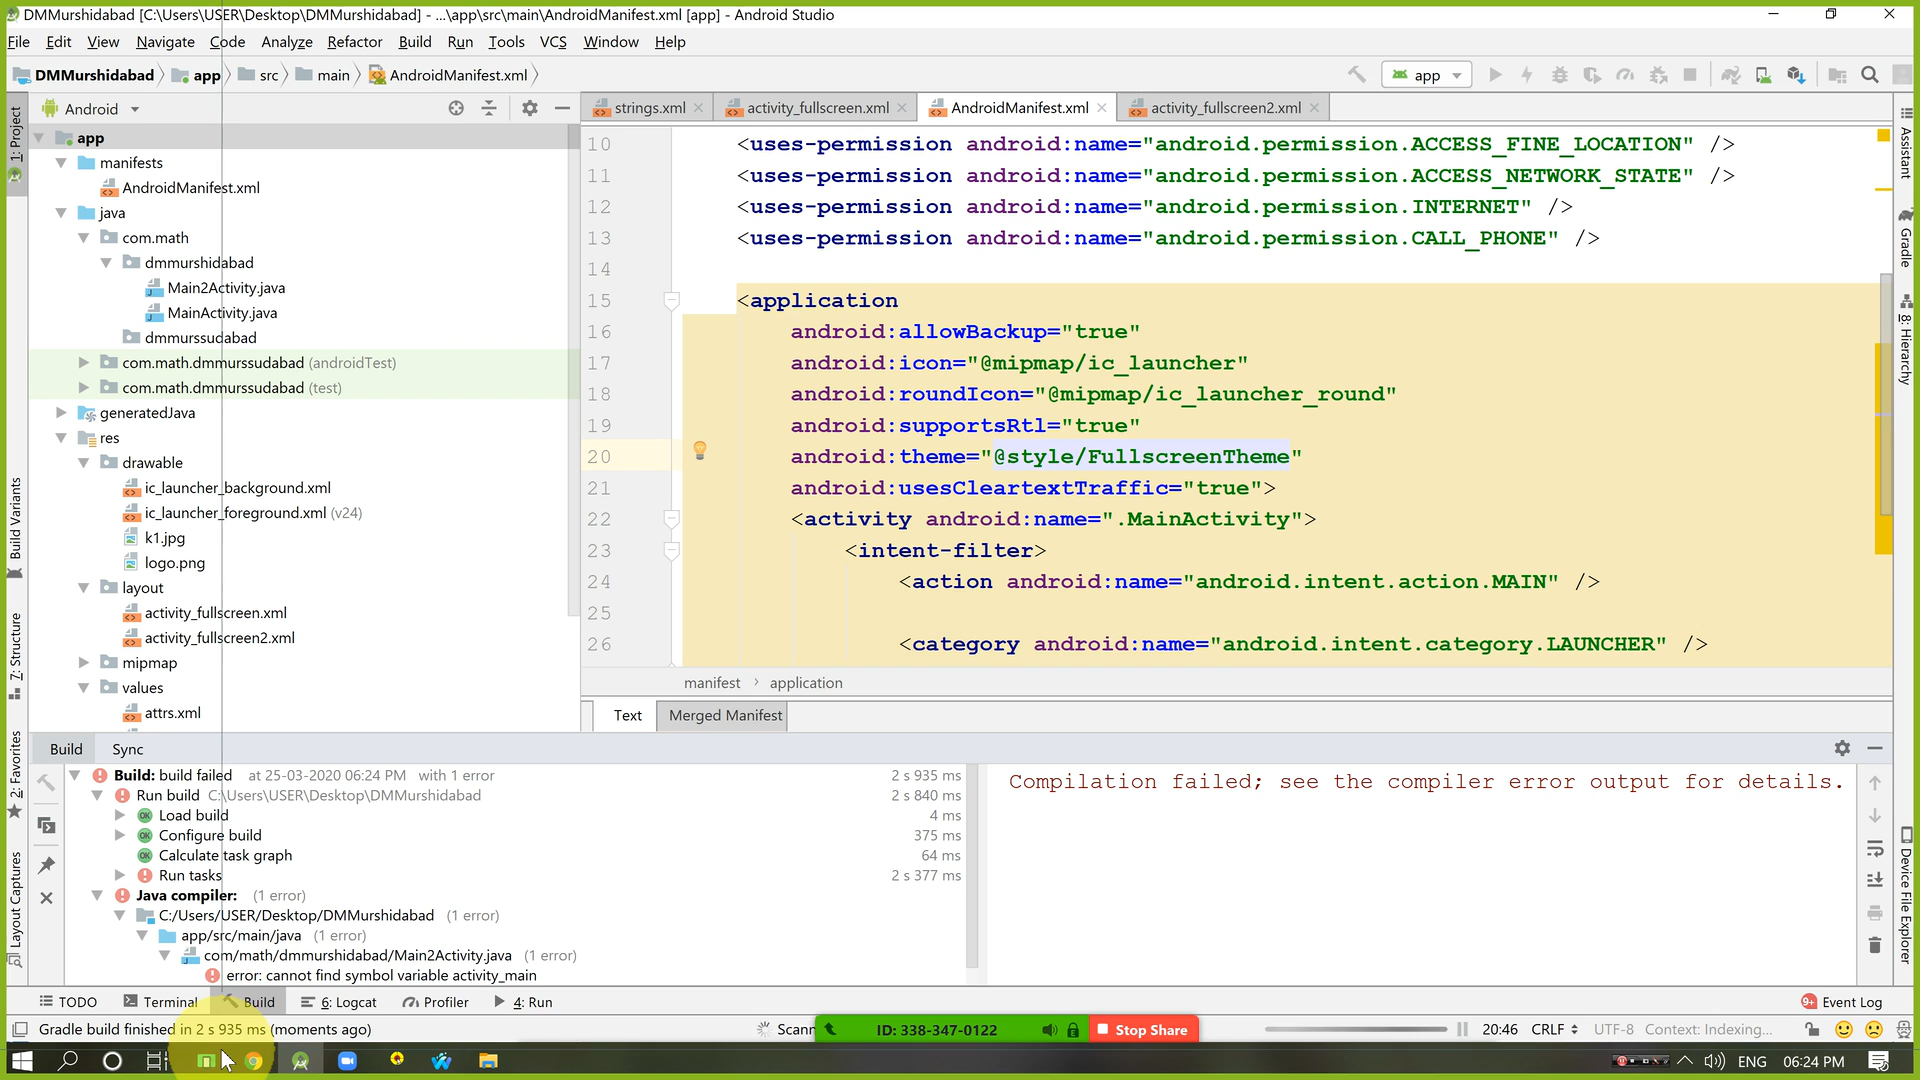 DMMurshidabad [C:\Users\USER\Desktop\DMMurshidabad] - ...\app\src\main\AndroidManifest.xml [app] - Android Studio
File Edit View Navigate Code Analyze Refactor Build Run Tools VCS Window Help
DMMurshidabad app src main AndroidManifest.xml app
1: Project
Build Variants
7: Structure
2: Favorites
Layout Captures
Android
app
manifests
AndroidManifest.xml
java
com.math
dmmurshidabad
Main2Activity.java
MainActivity.java
dmmurssudabad
com.math.dmmurssudabad (androidTest)
com.math.dmmurssudabad (test)
generatedJava
res
drawable
ic_launcher_background.xml
ic_launcher_foreground.xml (v24)
k1.jpg
logo.png
layout
activity_fullscreen.xml
activity_fullscreen2.xml
mipmap
values
attrs.xml
strings.xml activity_fullscreen.xml AndroidManifest.xml activity_fullscreen2.xml
10 <uses-permission android:name="android.permission.ACCESS_FINE_LOCATION" />
11 <uses-permission android:name="android.permission.ACCESS_NETWORK_STATE" />
12 <uses-permission android:name="android.permission.INTERNET" />
13 <uses-permission android:name="android.permission.CALL_PHONE" />
14
15 <application
16 android:allowBackup="true"
17 android:icon="@mipmap/ic_launcher"
18 android:roundIcon="@mipmap/ic_launcher_round"
19 android:supportsRtl="true"
20 android:theme="@style/FullscreenTheme"
21 android:usesCleartextTraffic="true">
22 <activity android:name=".MainActivity">
23 <intent-filter>
24 <action android:name="android.intent.action.MAIN" />
25
26 <category android:name="android.intent.category.LAUNCHER" />
manifest › application
Text Merged Manifest
Assistant
Gradle
8: Hierarchy
Device File Explorer
Build Sync
Build: build failed at 25-03-2020 06:24 PM with 1 error 2 s 935 ms
Run build C:\Users\USER\Desktop\DMMurshidabad 2 s 840 ms
Load build 4 ms
Configure build 375 ms
Calculate task graph 64 ms
Run tasks 2 s 377 ms
Java compiler: (1 error)
C:/Users/USER/Desktop/DMMurshidabad (1 error)
app/src/main/java (1 error)
com/math/dmmurshidabad/Main2Activity.java (1 error)
error: cannot find symbol variable activity_main
Compilation failed; see the compiler error output for details.
TODO Terminal Build 6: Logcat Profiler 4: Run 9+ Event Log
Gradle build finished in 2 s 935 ms (moments ago) Scann ID: 338-347-0122 Stop Share 20:46 CRLF UTF-8 Context: Indexing...
ENG 06:24 PM